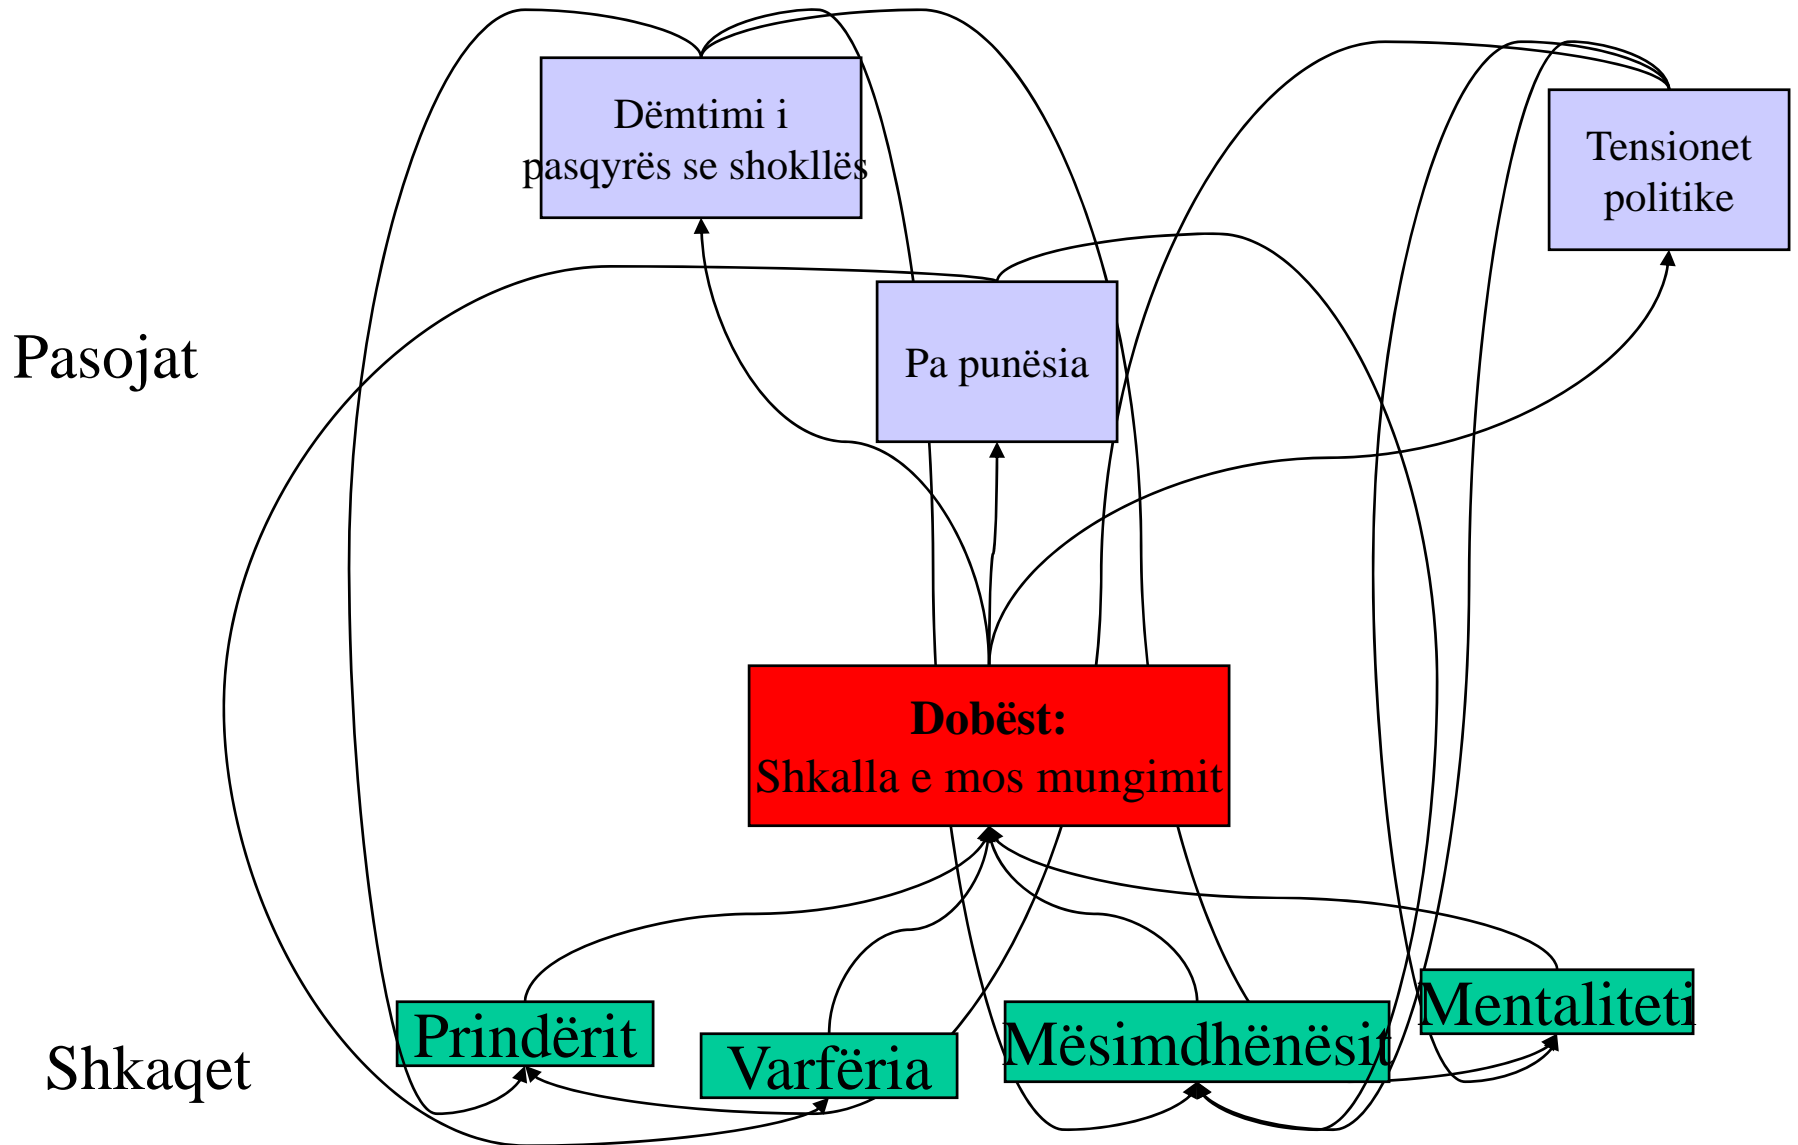 Dëmtimi i
pasqyrës se shokllës
Tensionet
politike
Pasojat
Pa punësia
Dobëst:
Shkalla e mos mungimit
Prindërit
Varfëria
Mësimdhënësit
Mentaliteti
Shkaqet